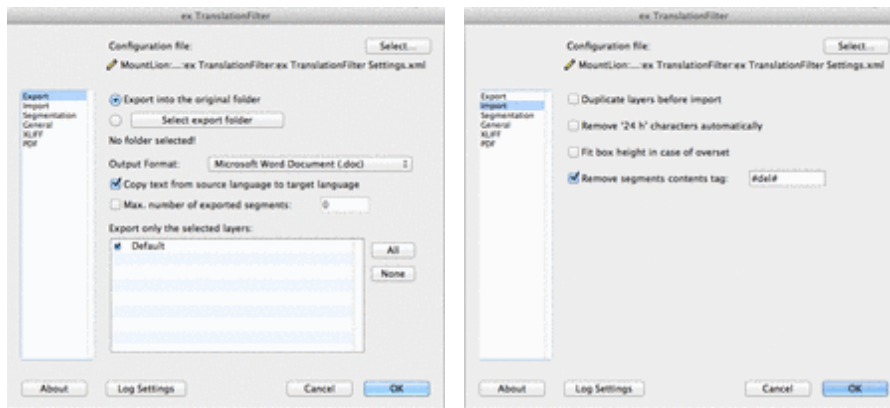 ex TranslationFilter
Configuration file:
Select...
MountLion:...:ex TranslationFilter:ex TranslationFilter Settings.xml
Export
Import
Segmentation
General
XLIFF
PDF
Export into the original folder
Select export folder
No folder selected!
Output Format:
Microsoft Word Document (.doc)
Copy text from source language to target language
Max. number of exported segments:
0
Export only the selected layers:
Default
All
None
About
Log Settings
Cancel
OK
ex TranslationFilter
Configuration file:
Select...
MountLion:...:ex TranslationFilter:ex TranslationFilter Settings.xml
Export
Import
Segmentation
General
XLIFF
PDF
Duplicate layers before import
Remove '24 h' characters automatically
Fit box height in case of overset
Remove segments contents tag:
#del#
About
Log Settings
Cancel
OK